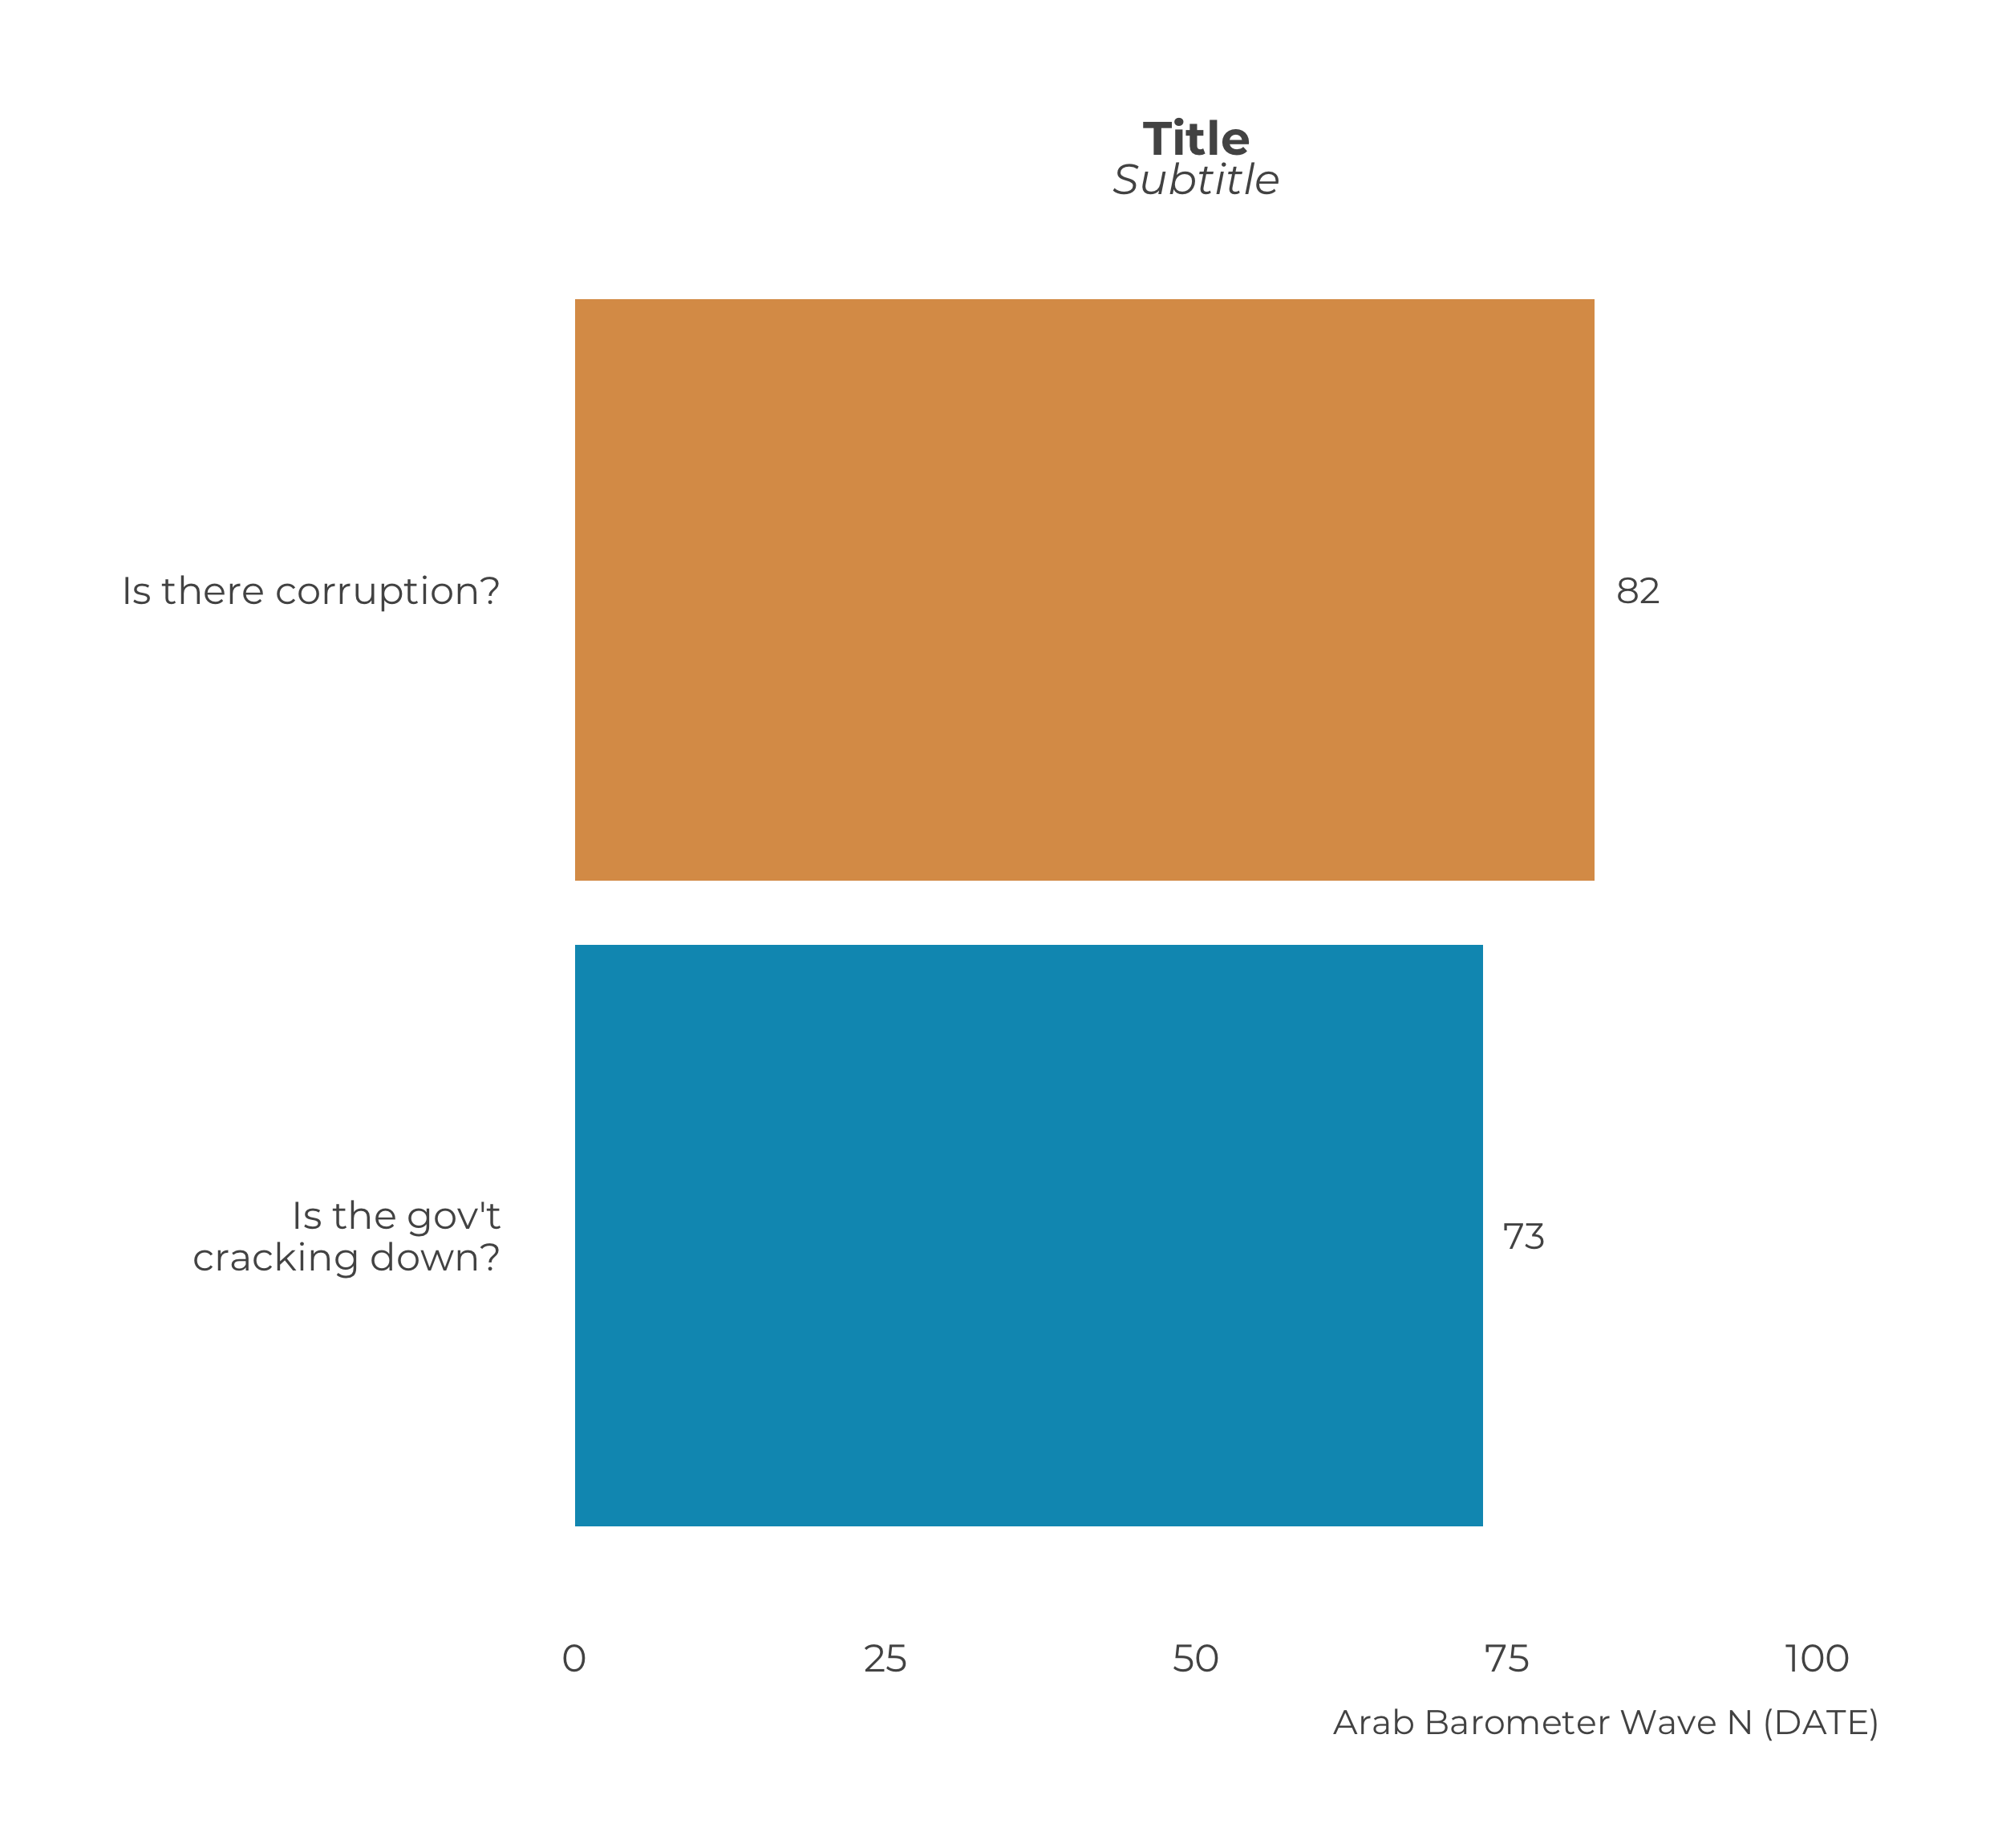 Title
Subtitle
Is there corruption?
82
Is the gov't
cracking down?
73
0 25 50 75 100
Arab Barometer Wave N (DATE)